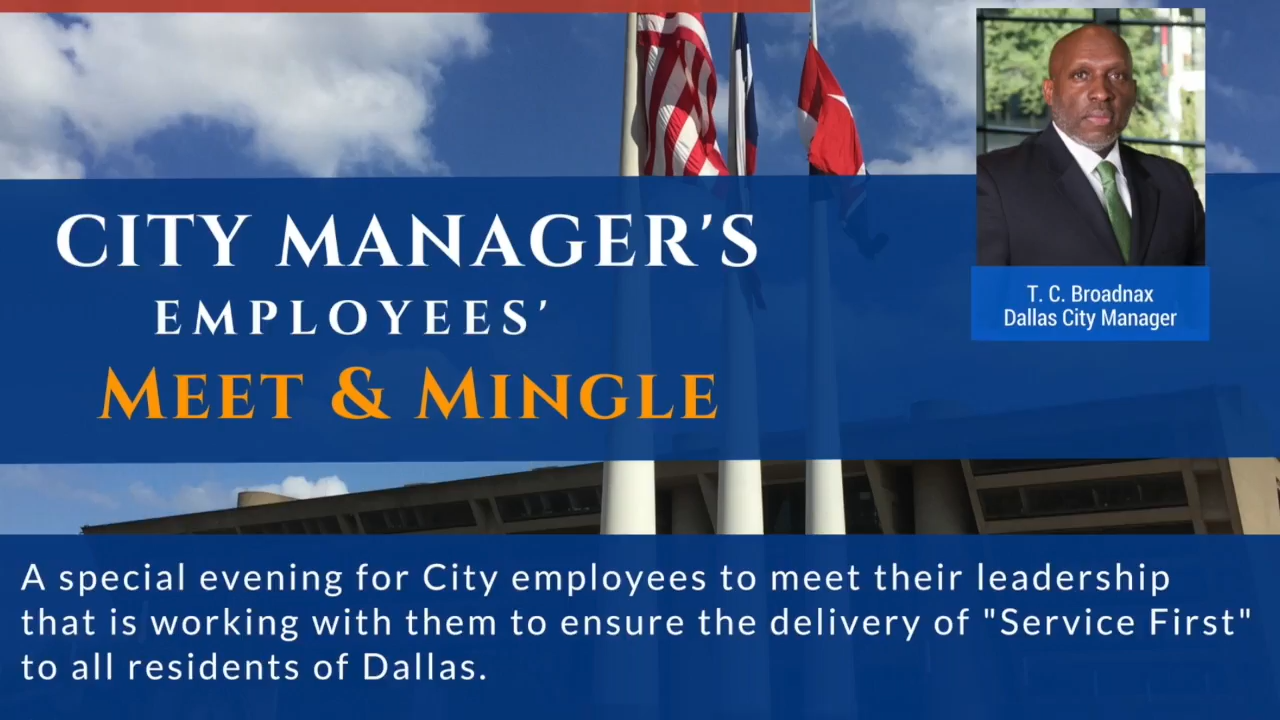 CITY MANAGER'S
EMPLOYEES'
MEET & MINGLE
T. C. Broadnax
Dallas City Manager
A special evening for City employees to meet their leadership
that is working with them to ensure the delivery of "Service First"
to all residents of Dallas.